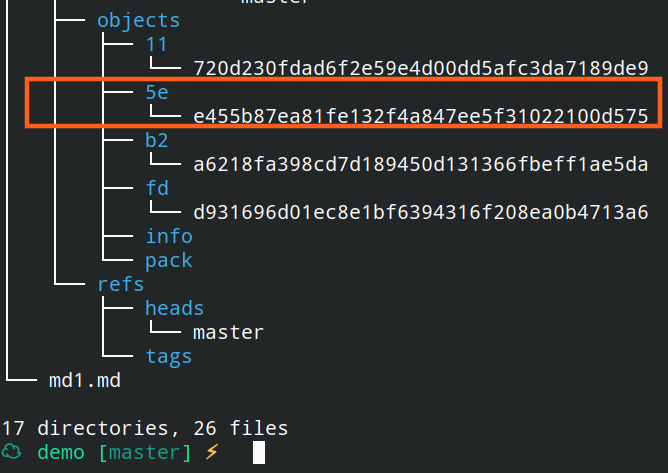 master
objects
11
720d230fdad6f2e59e4d00dd5afc3da7189de9
5e
e455b87ea81fe132f4a847ee5f31022100d575
b2
a6218fa398cd7d189450d131366fbeff1ae5da
fd
d931696d01ec8e1bf6394316f208ea0b4713a6
info
pack
refs
heads
master
tags
md1.md
17 directories, 26 files
demo [master] ⚡